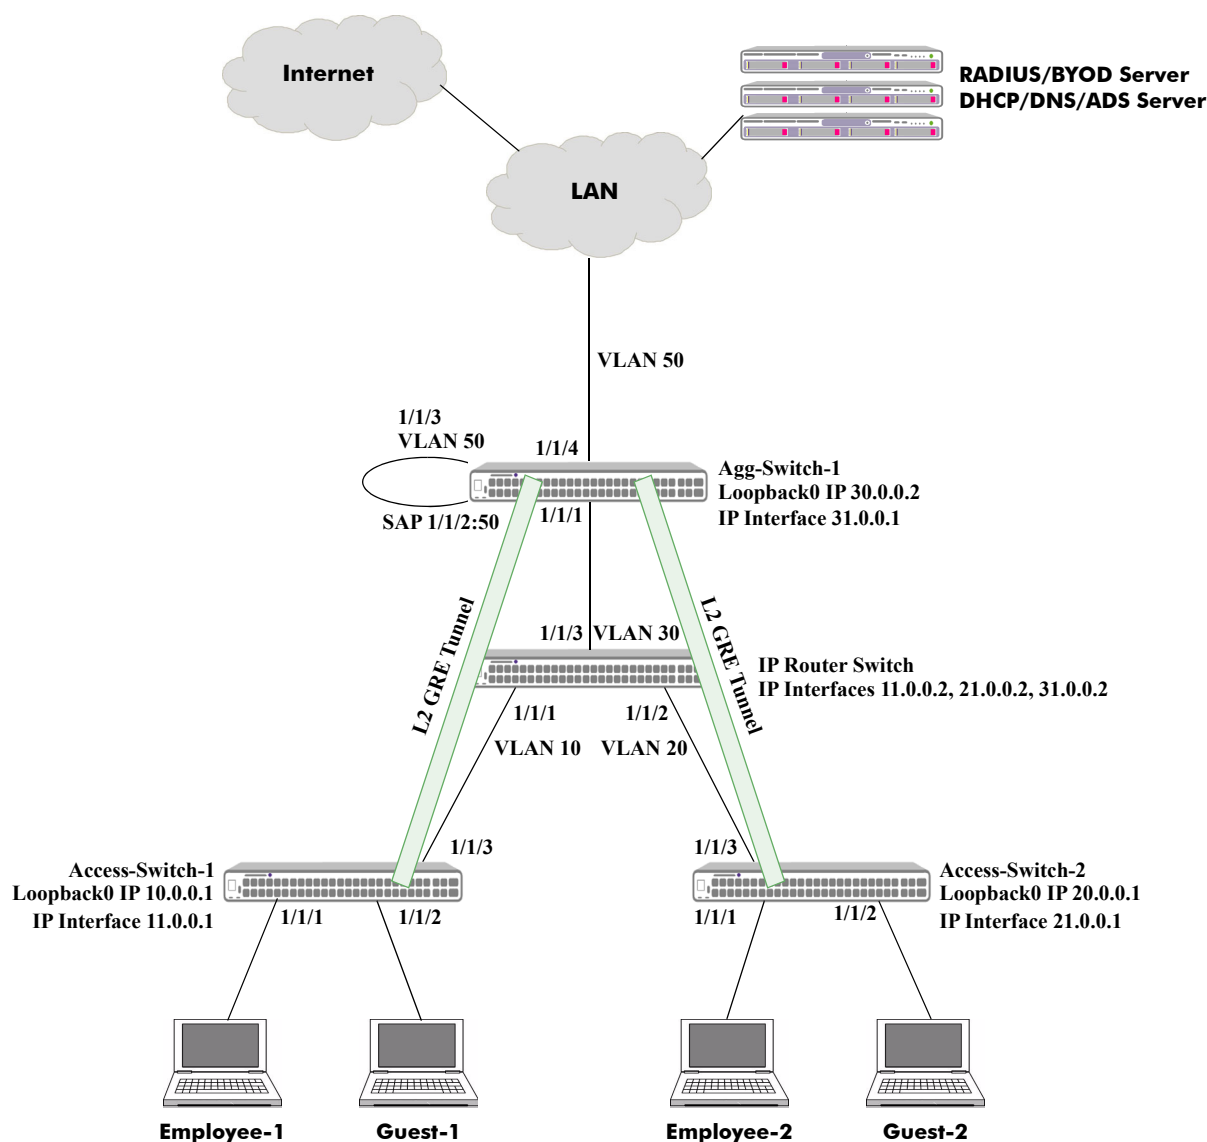 Internet
RADIUS/BYOD Server
DHCP/DNS/ADS Server
LAN
VLAN 50
1/1/3
VLAN 50
1/1/4
Agg-Switch-1
Loopback0 IP 30.0.0.2
IP Interface 31.0.0.1
SAP 1/1/2:50
1/1/1
L2 GRE Tunnel
L2 GRE Tunnel
1/1/3
VLAN 30
IP Router Switch
IP Interfaces 11.0.0.2, 21.0.0.2, 31.0.0.2
1/1/1
1/1/2
VLAN 10
VLAN 20
1/1/3
1/1/3
Access-Switch-1
Loopback0 IP 10.0.0.1
IP Interface 11.0.0.1
1/1/1
1/1/2
Access-Switch-2
Loopback0 IP 20.0.0.1
IP Interface 21.0.0.1
1/1/1
1/1/2
Employee-1
Guest-1
Employee-2
Guest-2